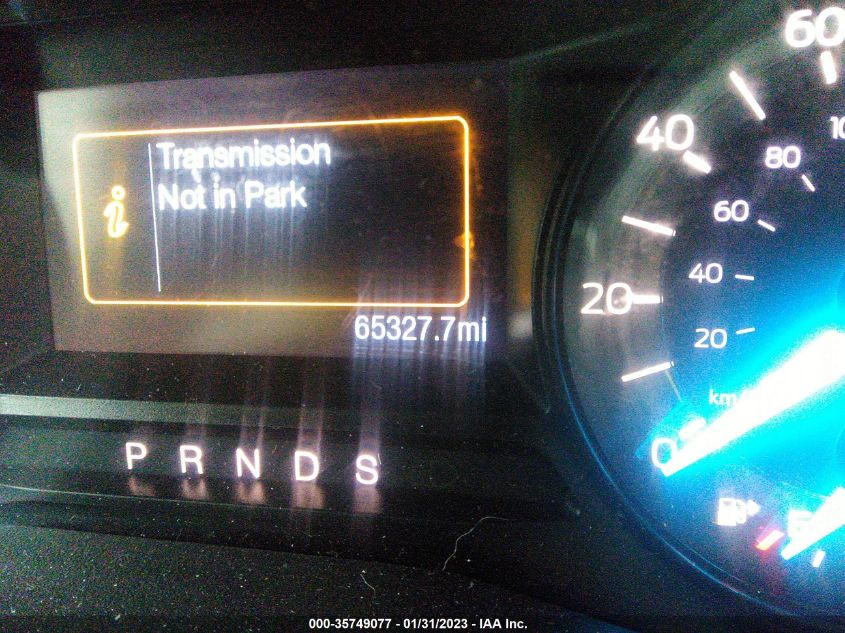 Transmission
Not in Park
65327.7mi
P R N D S
60
40
20
0
80
60
40
20
km/
E
000-35749077 - 01/31/2023 - IAA Inc.